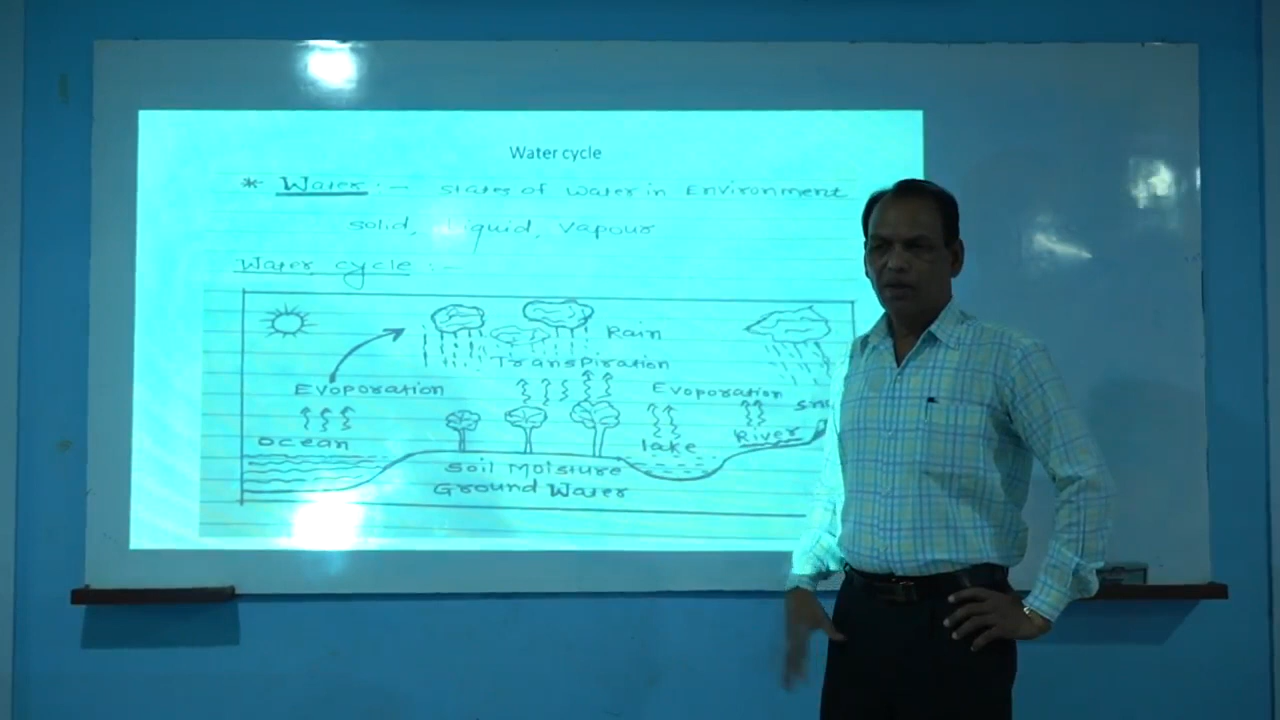 Water cycle
* Water :- States of water in Environment
solid, Liquid, Vapour
Water cycle :-
Rain
Transpiration
Evoporation
Evoporation
Ocean
lake
River
Soil Moisture
Ground Water